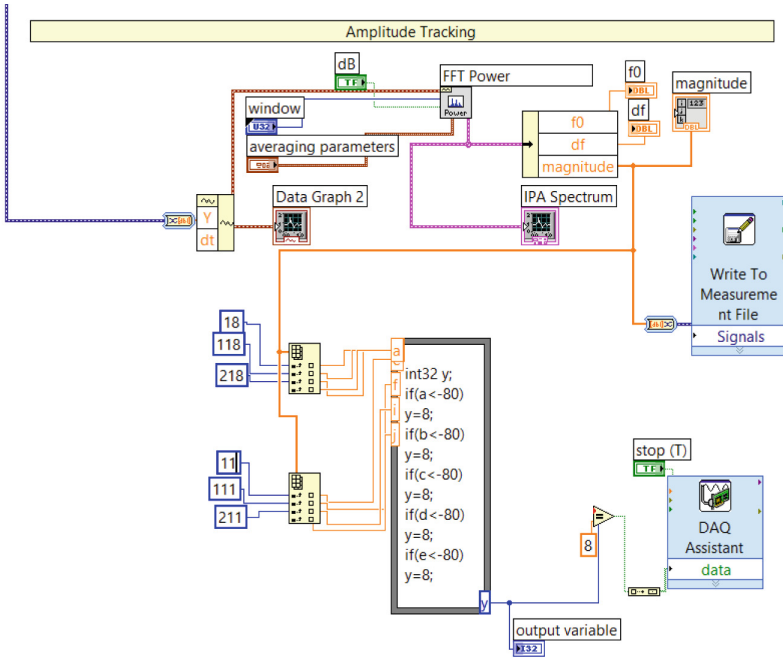 Amplitude Tracking
dB
TF
FFT Power
Power
window
U32
averaging parameters
f0
DBL
df
DBL
magnitude
123
DBL
f0
df
magnitude
Y
dt
Data Graph 2
IPA Spectrum
Write To
Measureme
nt File
Signals
18
118
218
11
111
211
a
f
i
j
int32 y;
if(a<-80)
y=8;
if(b<-80)
y=8;
if(c<-80)
y=8;
if(d<-80)
y=8;
if(e<-80)
y=8;
y
output variable
I32
=
8
stop (T)
TF
DAQ
Assistant
data